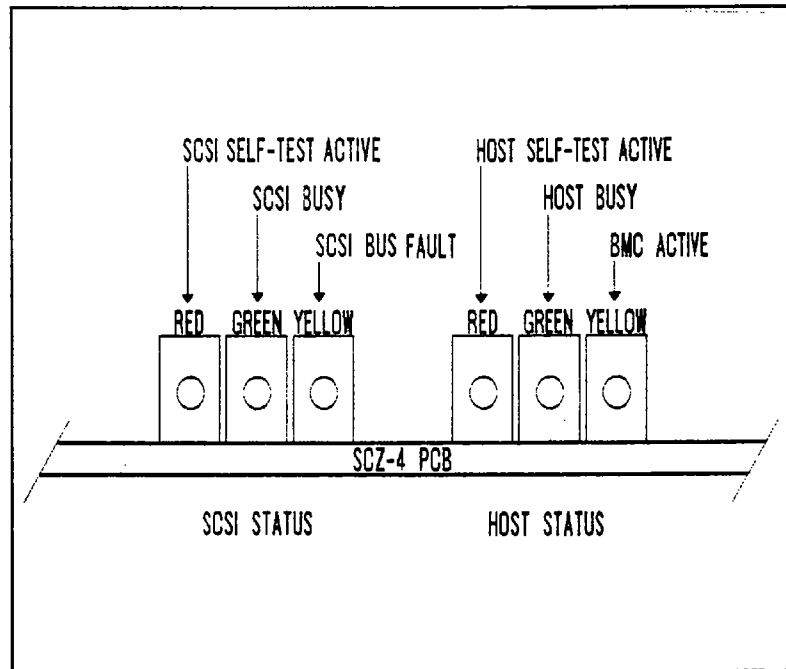 SCSI SELF-TEST ACTIVE
HOST SELF-TEST ACTIVE
SCSI BUSY
HOST BUSY
SCSI BUS FAULT
BMC ACTIVE
RED GREEN YELLOW
RED GREEN YELLOW
SCZ-4 PCB
SCSI STATUS
HOST STATUS